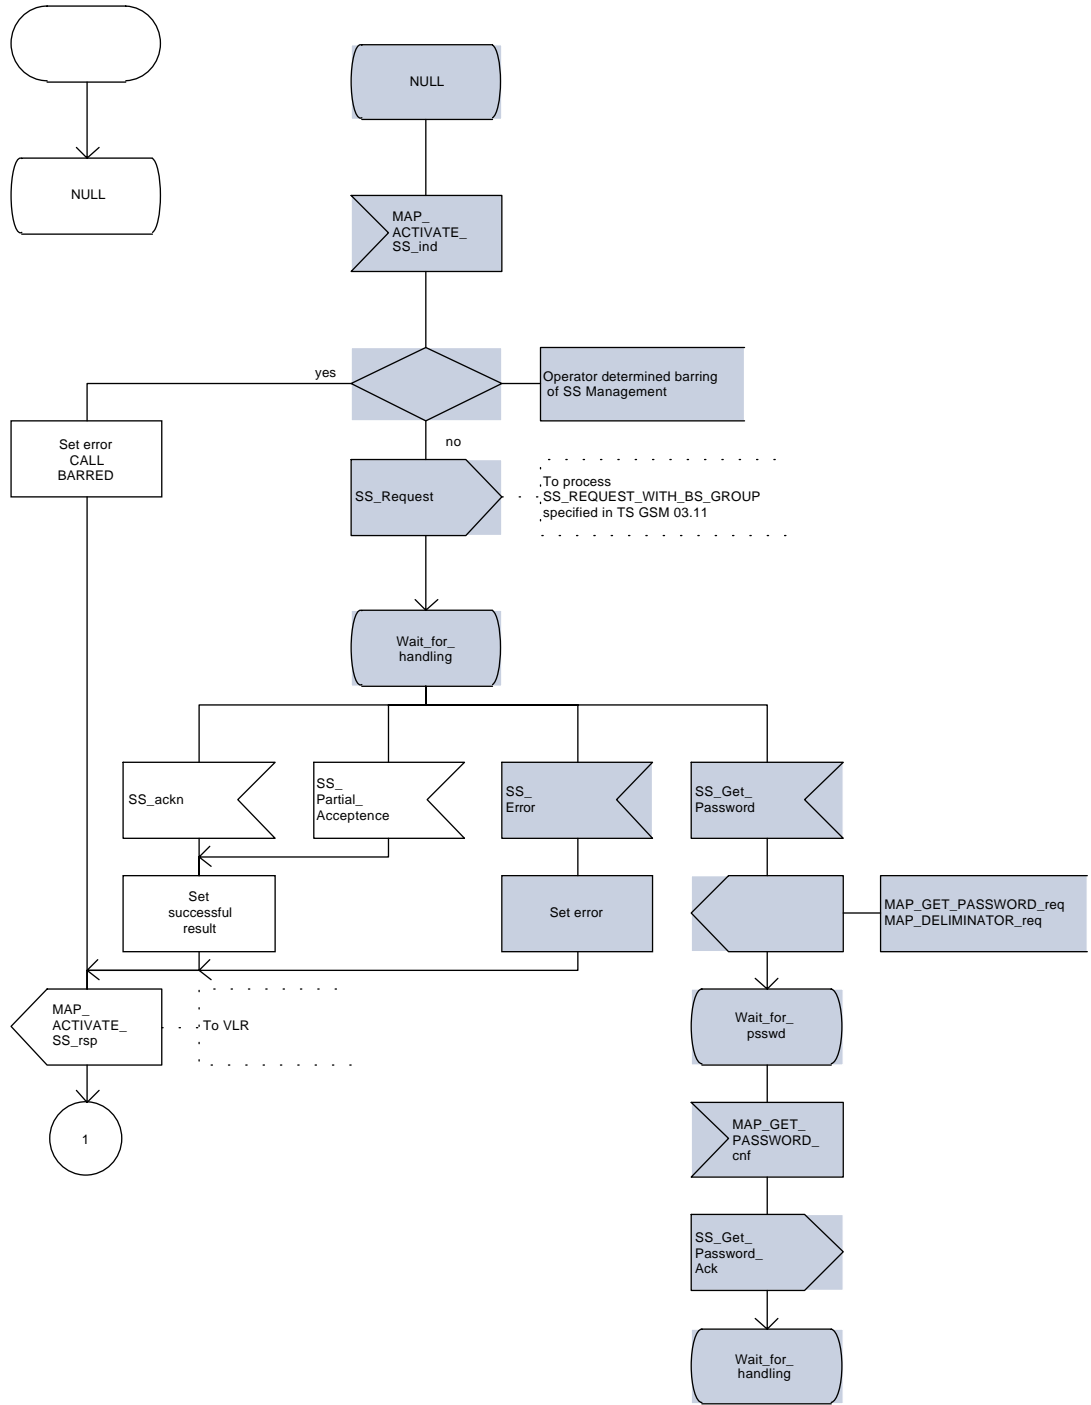 NULL
NULL
MAP_
ACTIVATE_
SS_ind
yes
Operator determined barring
of SS Management
Set error
CALL
BARRED
no
SS_Request
To process
SS_REQUEST_WITH_BS_GROUP
specified in TS GSM 03.11
Wait_for_
handling
SS_ackn
SS_
Partial_
Acceptence
SS_
Error
SS_Get_
Password
Set
successful
result
Set error
MAP_GET_PASSWORD_req
MAP_DELIMINATOR_req
MAP_
ACTIVATE_
SS_rsp
To VLR
Wait_for_
psswd
1
MAP_GET_
PASSWORD_
cnf
SS_Get_
Password_
Ack
Wait_for_
handling